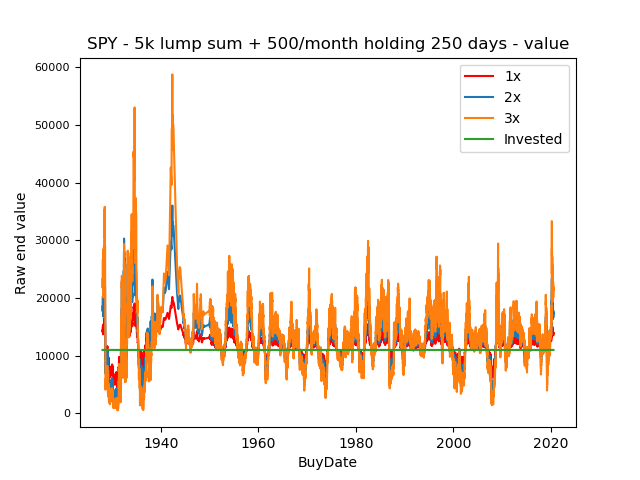 SPY - 5k lump sum + 500/month holding 250 days - value
60000
50000
40000
30000
20000
10000
0
Raw end value
1x
2x
3x
Invested
1940
1960
1980
2000
2020
BuyDate